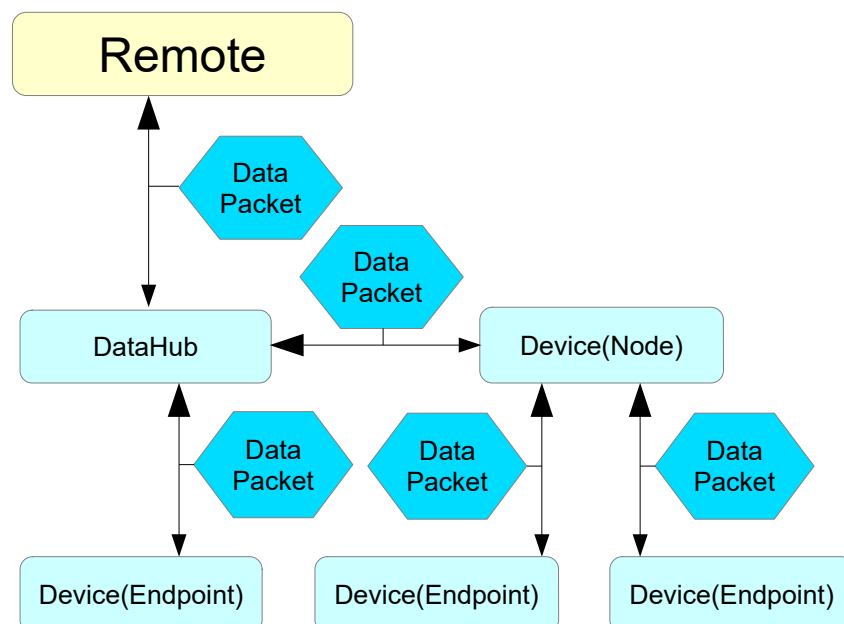 Remote
Data
Packet
Data
Packet
DataHub
Device(Node)
Data
Packet
Data
Packet
Data
Packet
Device(Endpoint)
Device(Endpoint)
Device(Endpoint)